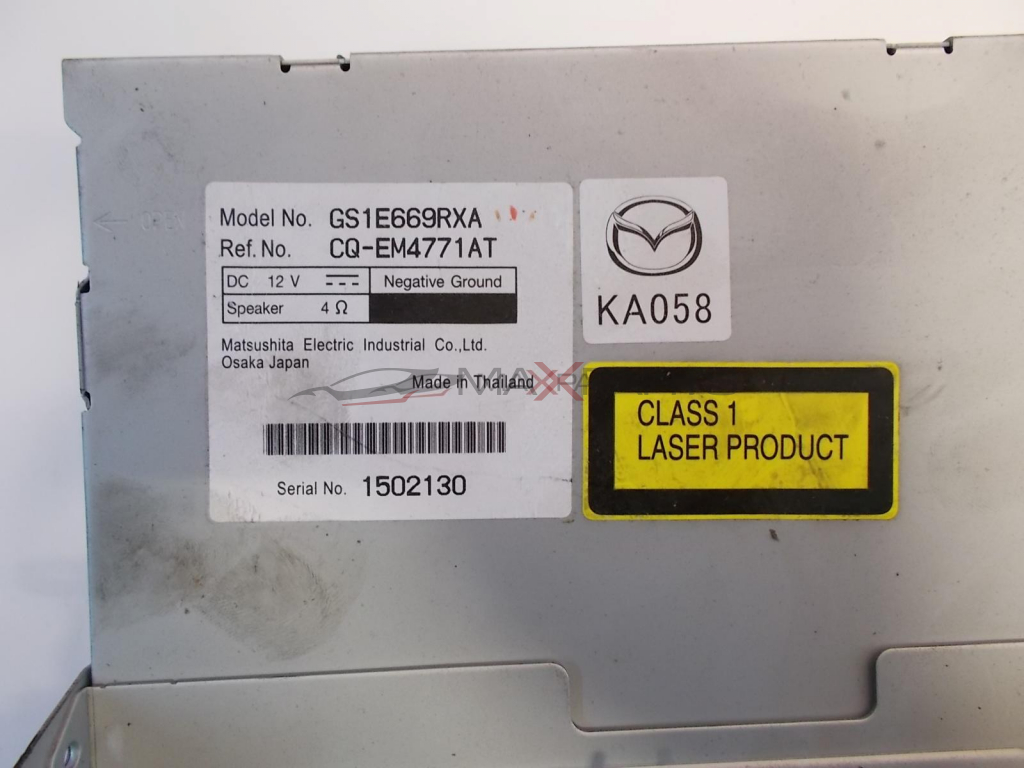 Model No. GS1E669RXA
Ref. No. CQ-EM4771AT
DC 12 V Negative Ground
Speaker 4 Ω
Matsushita Electric Industrial Co.,Ltd.
Osaka Japan
Made in Thailand
Serial No. 1502130
KA058
CLASS 1
LASER PRODUCT